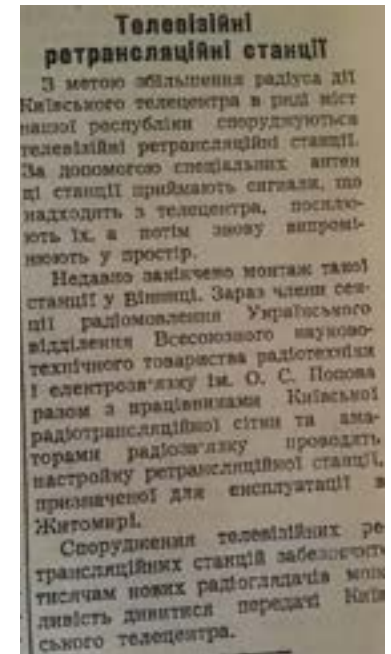 Телевізійні
ретрансляційні станції
З метою збільшення радіуса дії
Київського телецентра в ряді міст
нашої республіки споруджуються
телевізійні ретрансляційні станції.
За допомогою спеціальних антен
ці станції приймають сигнали, що
надходять з телецентра, посилю-
ють їх, а потім знову випромі-
нюють у простір.
Недавно закінчено монтаж такої
станції у Вінниці. Зараз члени сек-
ції радіомовлення Українського
відділення Всесоюзного науково-
технічного товариства радіотехніки
і електрозв'язку ім. О. С. Попова
разом з працівниками Київської
радіотрансляційної сітки та ама-
торами радіозв'язку проводять
настройку ретрансляційної станції,
призначеної для експлуатації в
Житомирі.
Спорудження телевізійних ре
трансляційних станцій забезпечить
тисячам нових радіоглядачів мож
ливість дивитися передачі Київ
ського телецентра.